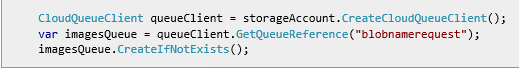 CloudQueueClient queueClient = storageAccount.CreateCloudQueueClient();
var imagesQueue = queueClient.GetQueueReference("blobnamerequest");
imagesQueue.CreateIfNotExists();